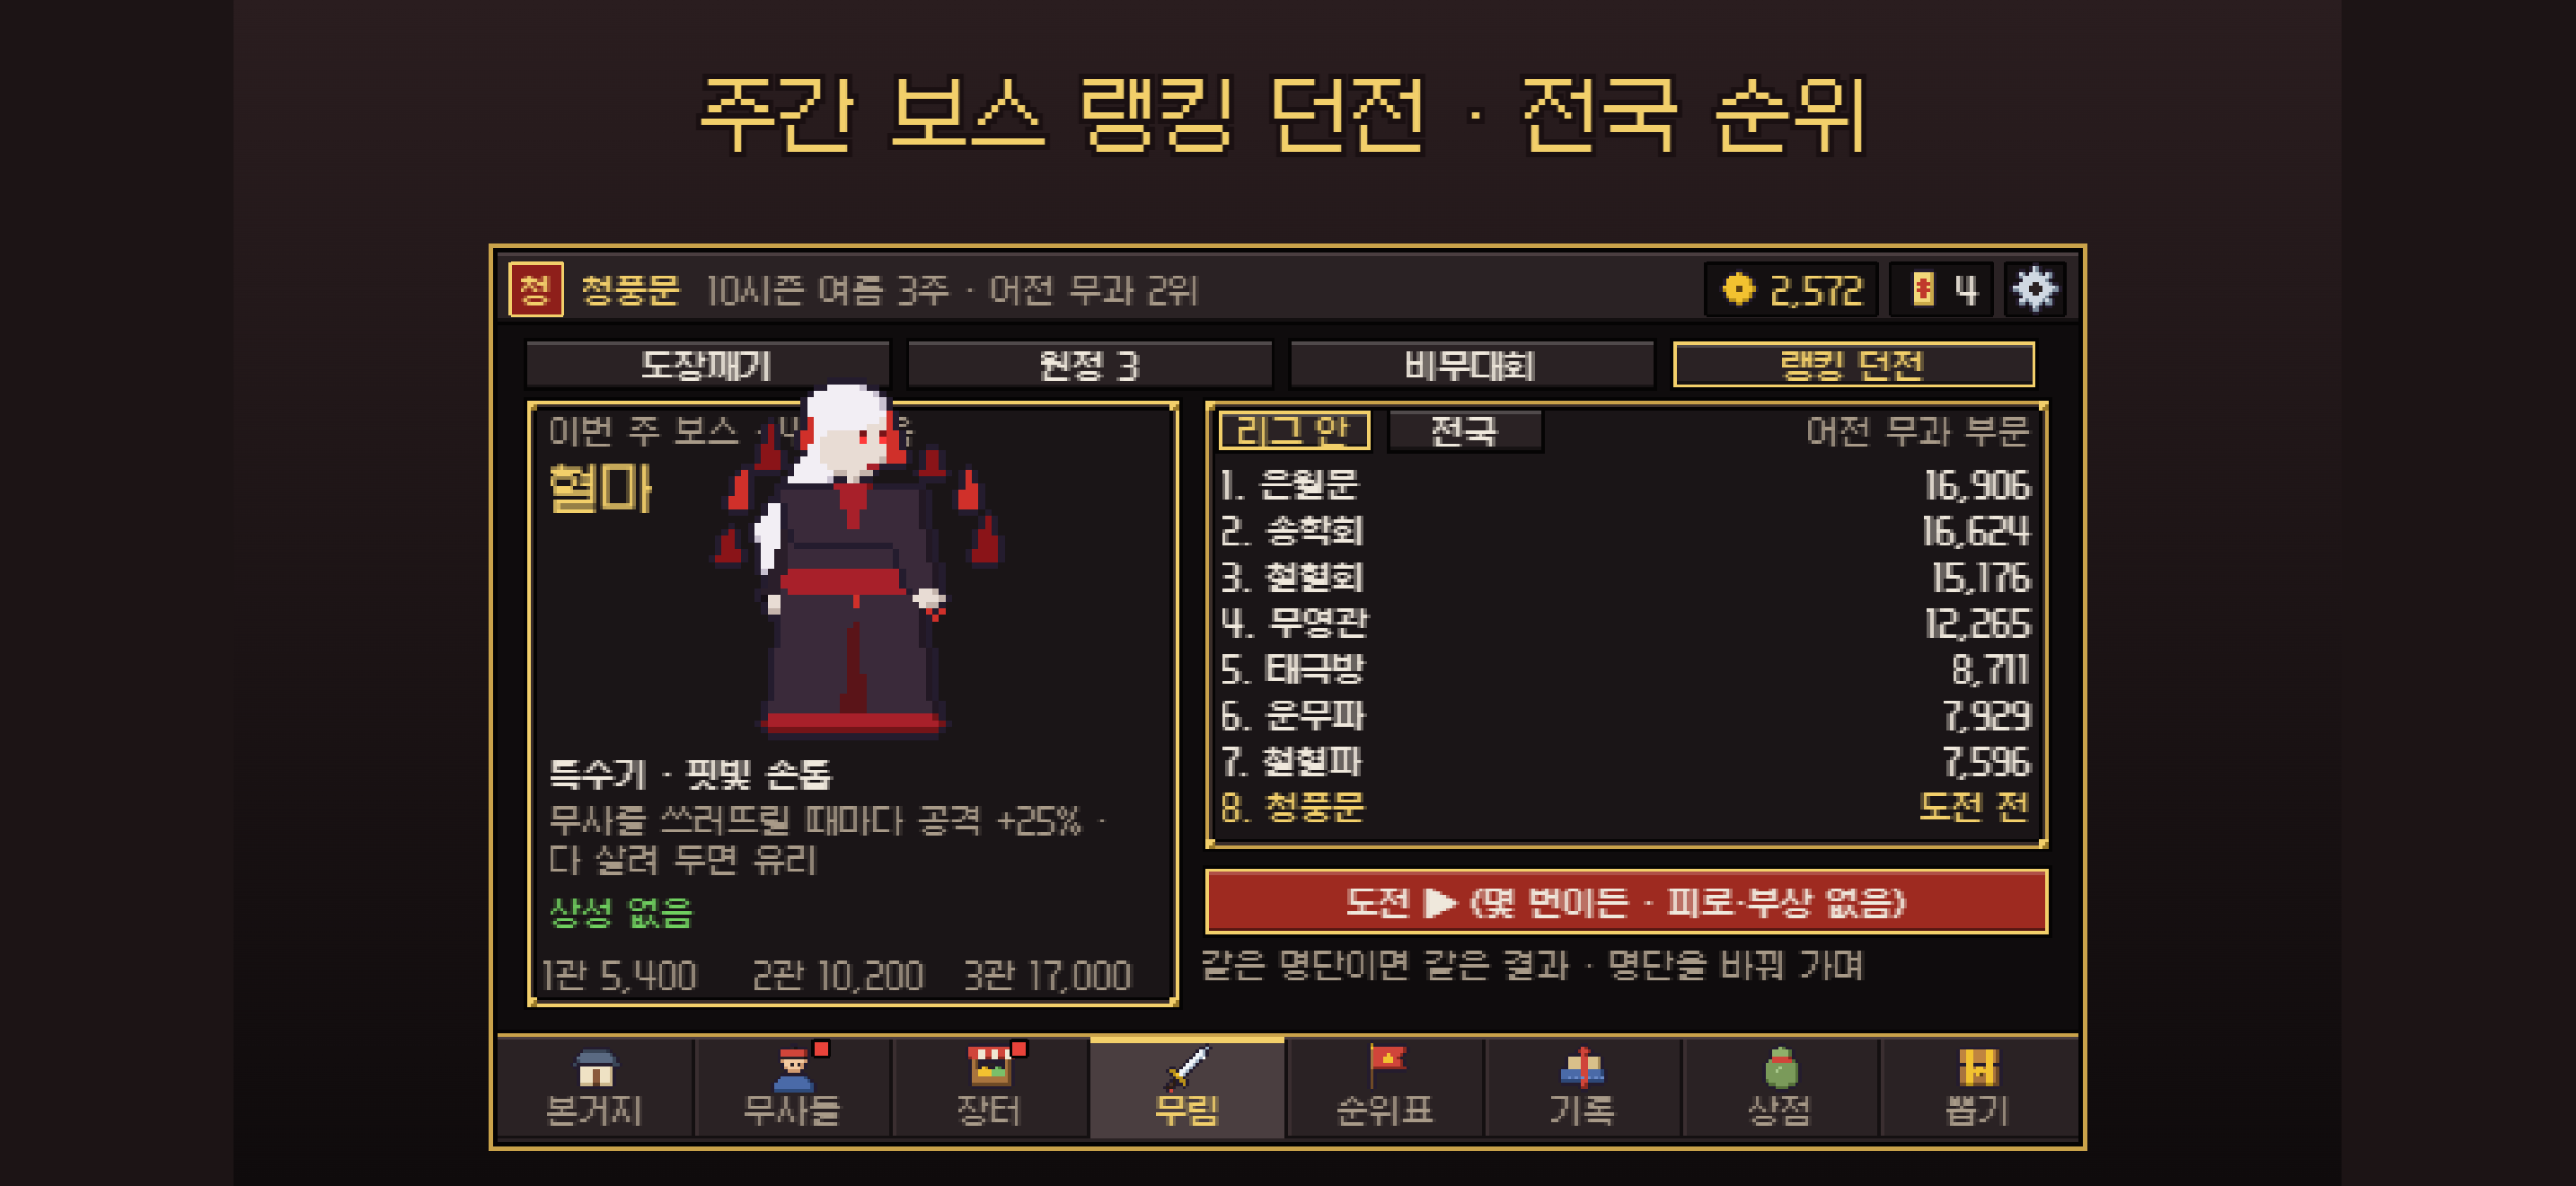 주간 보스 랭킹 던전 · 전국 순위
청 청풍문 10시즌 여름 3주 · 어전 무과 2위 2,572 4
도장깨기 원정 3 비무대회 랭킹 던전
이번 주 보스 ·
혈마
특수기 · 핏빛 손톱
무사를 쓰러뜨릴 때마다 공격 +25% ·
다 살려 두면 유리
상성 없음
1관 5,400 2관 10,200 3관 17,000
리그 안 전국 어전 무과 부문
1. 은월문 16,906
2. 송학회 16,624
3. 철혈회 15,176
4. 무영관 12,265
5. 태극방 8,711
6. 운무파 7,929
7. 철혈파 7,596
8. 청풍문 도전 전
도전 ▶ (몇 번이든 · 피로·부상 없음)
같은 명단이면 같은 결과 · 명단을 바꿔 가며
본거지 무사들 장터 무림 순위표 기록 상점 뽑기